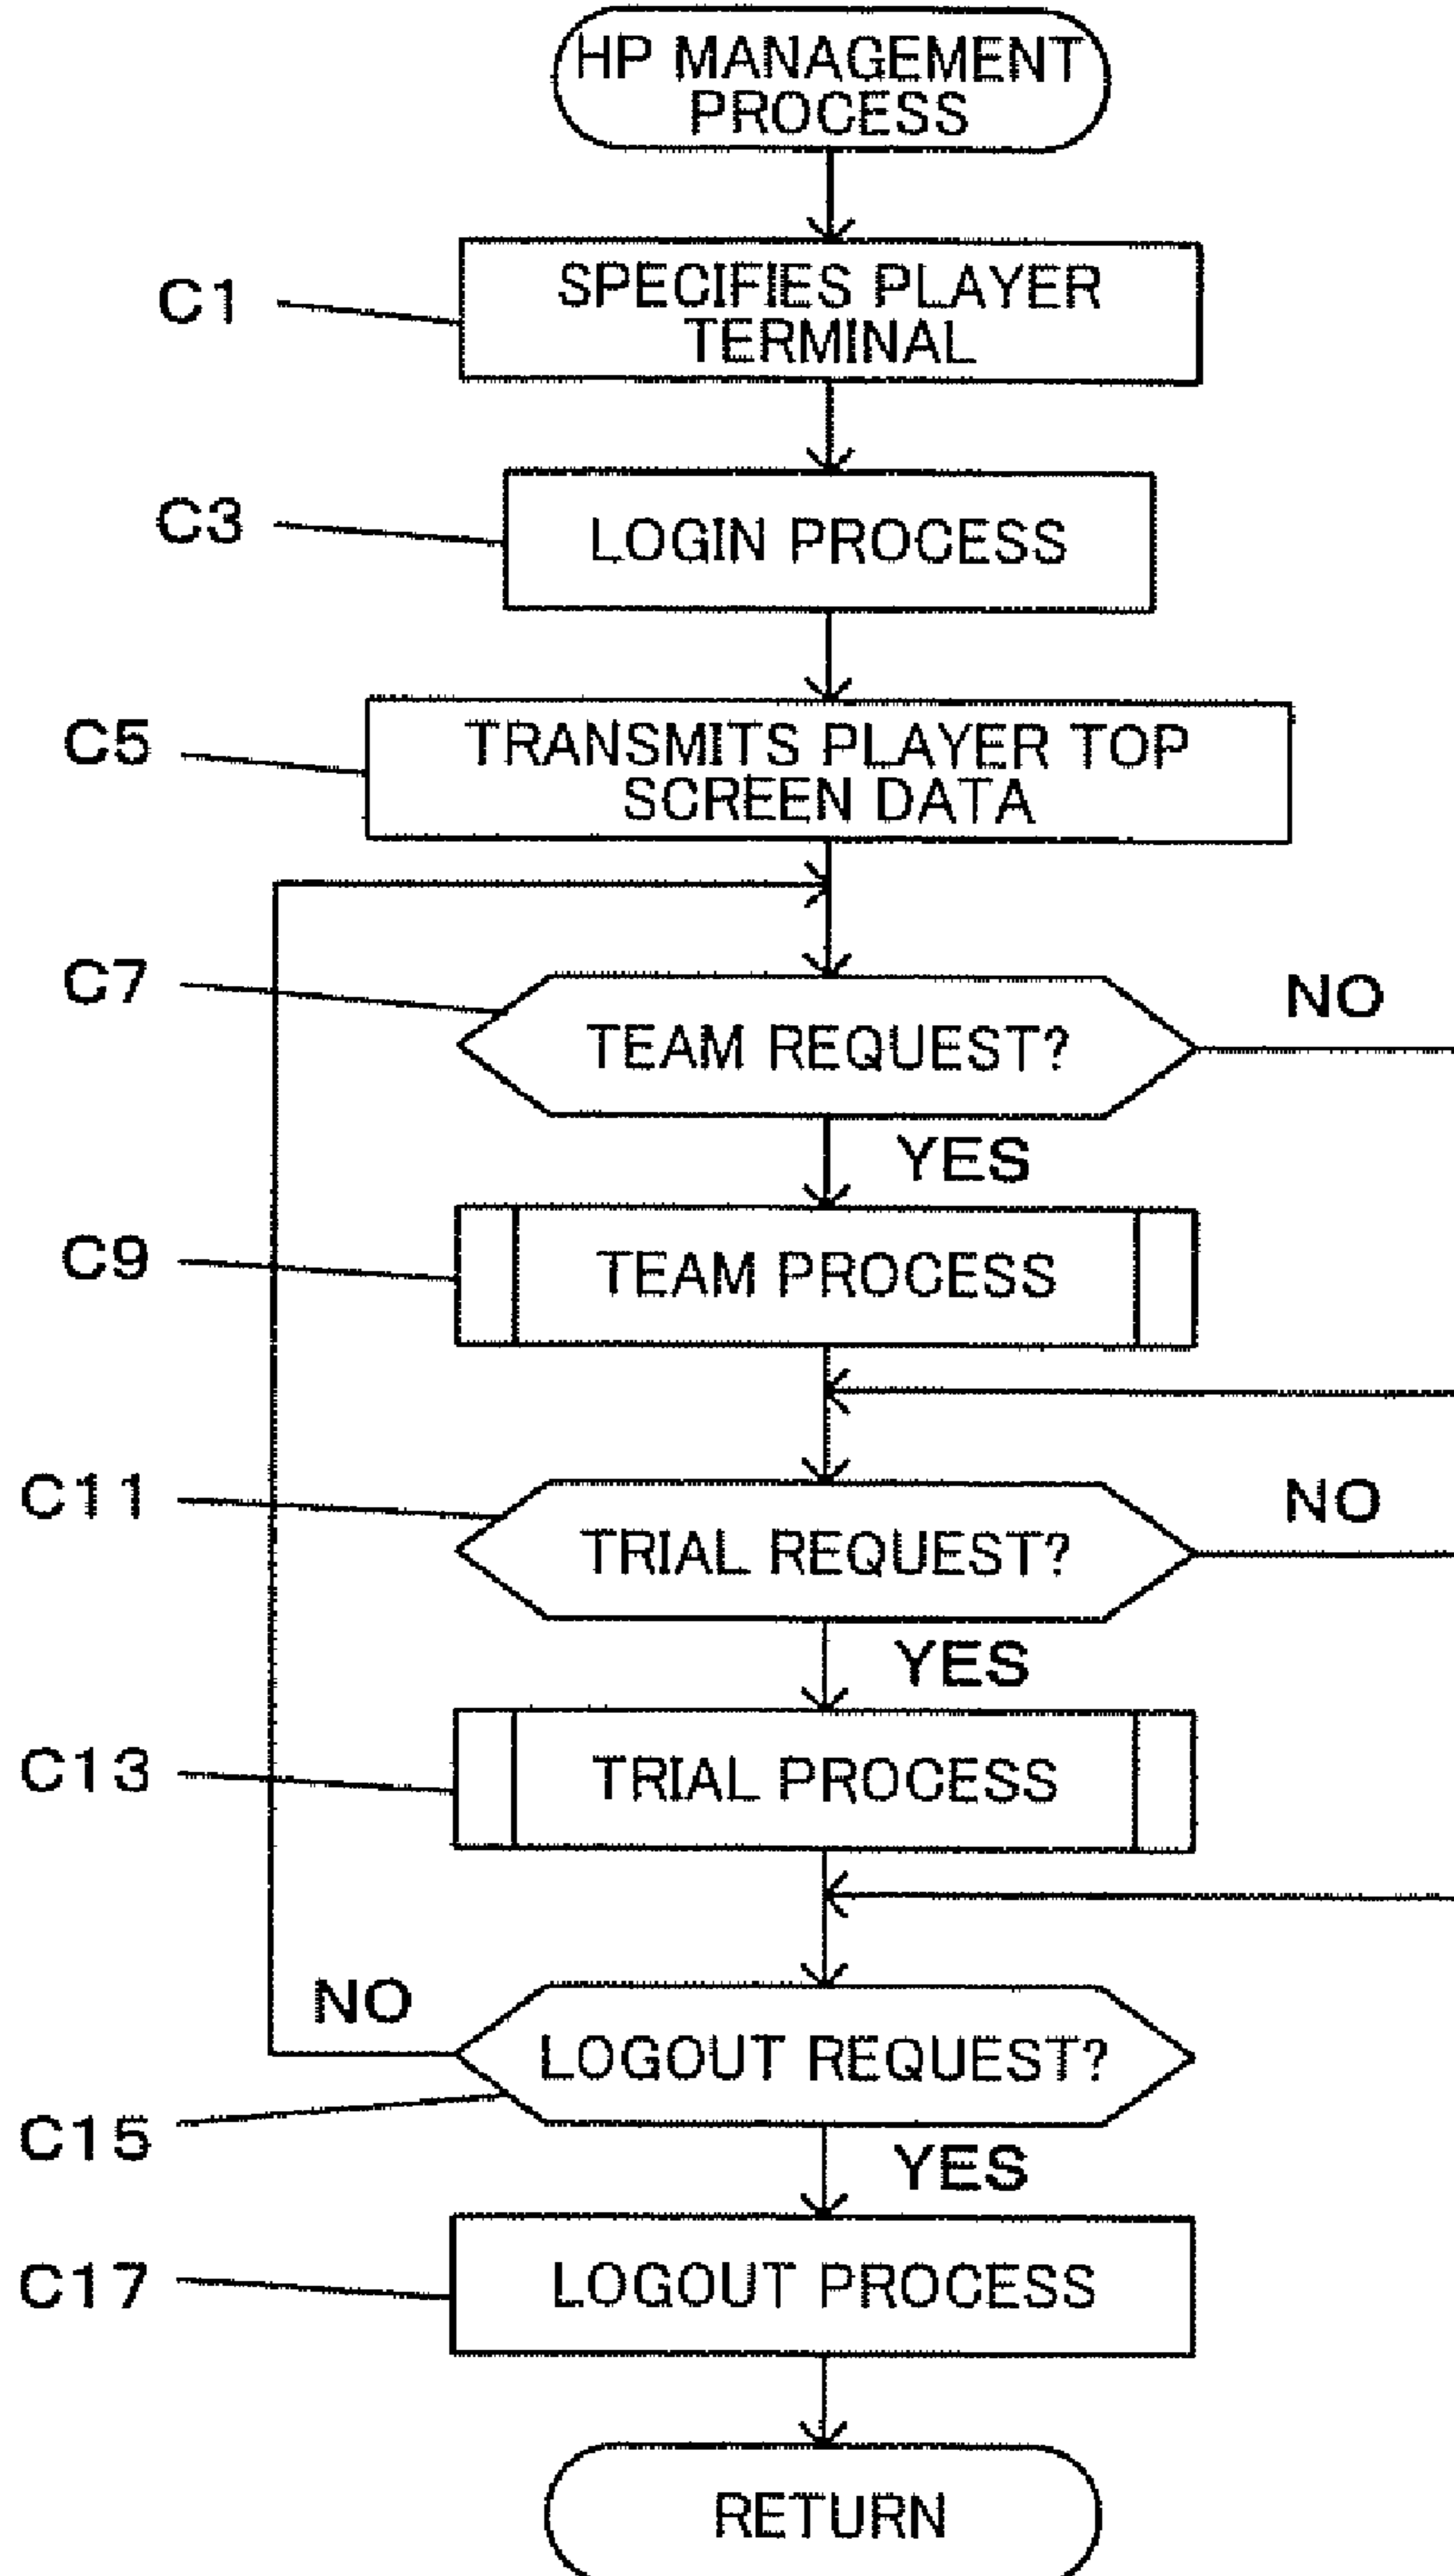 HP MANAGEMENT
PROCESS
C1
SPECIFIES PLAYER
TERMINAL
C3
LOGIN PROCESS
C5
TRANSMITS PLAYER TOP
SCREEN DATA
C7
TEAM REQUEST?
NO
YES
C9
TEAM PROCESS
C11
TRIAL REQUEST?
NO
YES
C13
TRIAL PROCESS
NO
LOGOUT REQUEST?
C15
YES
C17
LOGOUT PROCESS
RETURN